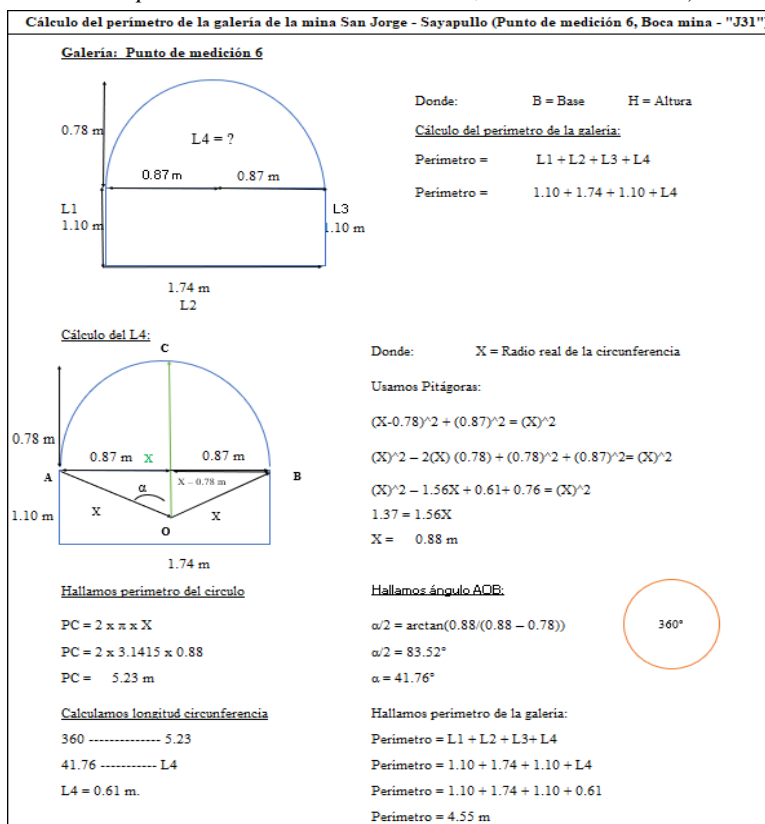 Cálculo del perímetro de la galería de la mina San Jorge - Sayapullo (Punto de medición 6, Boca mina - "J31")
Galería: Punto de medición 6
0.78 m
L4 = ?
0.87 m
0.87 m
L1
1.10 m
L3
1.10 m
1.74 m
L2
Donde: B = Base H = Altura
Cálculo del perimetro de la galeria:
Perimetro = L1 + L2 + L3 + L4
Perimetro = 1.10 + 1.74 + 1.10 + L4
Cálculo del L4:
C
0.78 m
0.87 m X 0.87 m
A
B
α
X – 0.78 m
1.10 m
X
X
O
1.74 m
Donde: X = Radio real de la circunferencia
Usamos Pitágoras:
(X-0.78)^2 + (0.87)^2 = (X)^2
(X)^2 – 2(X) (0.78) + (0.78)^2 + (0.87)^2= (X)^2
(X)^2 – 1.56X + 0.61+ 0.76 = (X)^2
1.37 = 1.56X
X = 0.88 m
Hallamos perimetro del circulo
PC = 2 x π x X
PC = 2 x 3.1415 x 0.88
PC = 5.23 m
Hallamos ángulo AOB:
α/2 = arctan(0.88/(0.88 – 0.78))
α/2 = 83.52°
α = 41.76°
360°
Calculamos longitud circunferencia
360 -------------- 5.23
41.76 ----------- L4
L4 = 0.61 m.
Hallamos perimetro de la galeria:
Perimetro = L1 + L2 + L3+ L4
Perimetro = 1.10 + 1.74 + 1.10 + L4
Perimetro = 1.10 + 1.74 + 1.10 + 0.61
Perimetro = 4.55 m